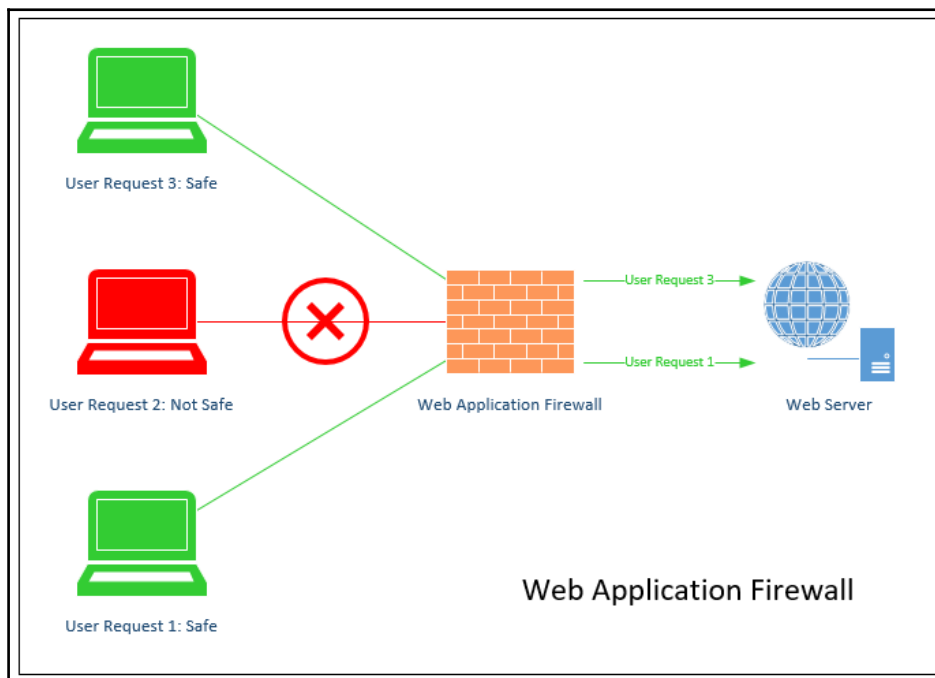 User Request 3: Safe
User Request 3
User Request 2: Not Safe
Web Application Firewall
User Request 1
Web Server
User Request 1: Safe
Web Application Firewall